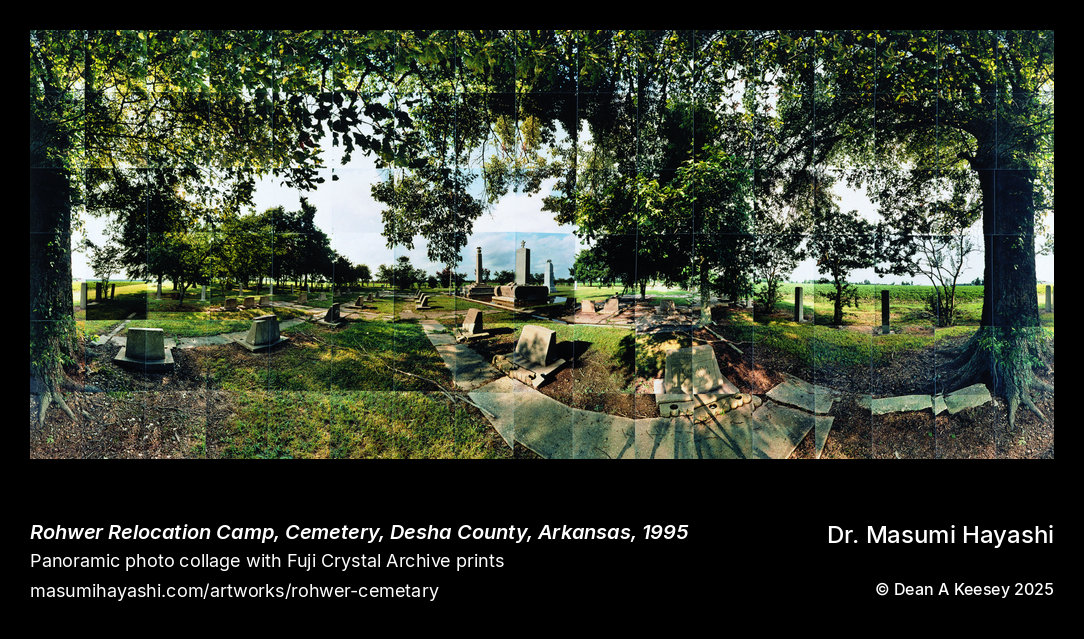 Rohwer Relocation Camp, Cemetery, Desha County, Arkansas, 1995
Panoramic photo collage with Fuji Crystal Archive prints
masumihayashi.com/artworks/rohwer-cemetary
Dr. Masumi Hayashi
© Dean A Keesey 2025